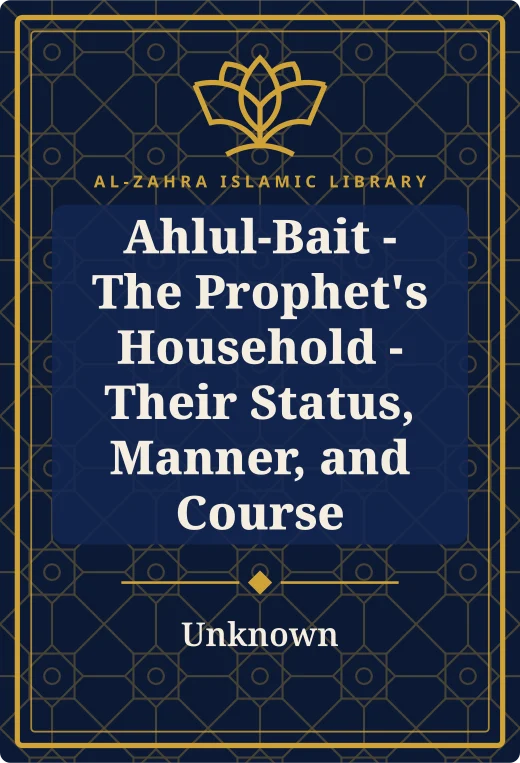 AL-ZAHRA ISLAMIC LIBRARY
Ahlul-Bait -
The Prophet's
Household -
Their Status,
Manner, and
Course
Unknown